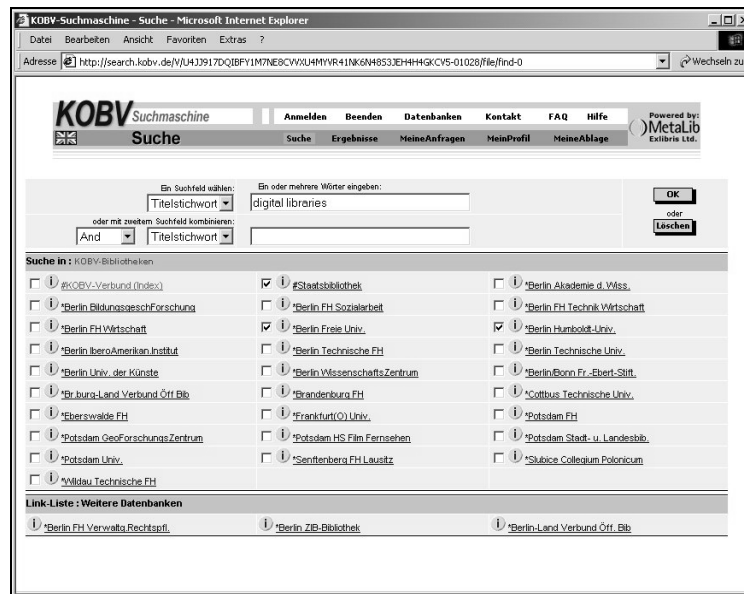 KOBV-Suchmaschine - Suche - Microsoft Internet Explorer
Datei Bearbeiten Ansicht Favoriten Extras ?
Adresse http://search.kobv.de/V/U4JJ917DQIBFY1M7NE8CVVXU4MYVR41NK6N4853JEH4H4GKCV5-01028/file/find-0 Wechseln zu
KOBV Suchmaschine Anmelden Beenden Datenbanken Kontakt FAQ Hilfe Powered by:
MetaLib
Suche Suche Ergebnisse MeineAnfragen MeinProfil MeineAblage Exlibris Ltd.
Ein Suchfeld wählen: Ein oder mehrere Wörter eingeben:
Titelstichwort digital libraries OK
oder mit zweitem Suchfeld kombinieren: oder
And Titelstichwort Löschen
Suche in : KOBV-Bibliotheken
#KOBV-Verbund (Index) #Staatsbibliothek *Berlin Akademie d. Wiss.
*Berlin BildungsgeschForschung *Berlin FH Sozialarbeit *Berlin FH Technik Wirtschaft
*Berlin FH Wirtschaft *Berlin Freie Univ. *Berlin Humboldt-Univ.
*Berlin IberoAmerikan.Institut *Berlin Technische FH *Berlin Technische Univ.
*Berlin Univ. der Künste *Berlin WissenschaftsZentrum *Berlin/Bonn Fr.-Ebert-Stift.
*Br.burg-Land Verbund Öff Bib *Brandenburg FH *Cottbus Technische Univ.
*Eberswalde FH *Frankfurt(O) Univ. *Potsdam FH
*Potsdam GeoForschungsZentrum *Potsdam HS Film Fernsehen *Potsdam Stadt- u. Landesbib.
*Potsdam Univ. *Senftenberg FH Lausitz *Slubice Collegium Polonicum
*Wildau Technische FH
Link-Liste : Weitere Datenbanken
*Berlin FH Verwaltg.Rechtspfl. *Berlin ZIB-Bibliothek *Berlin-Land Verbund Öff. Bib